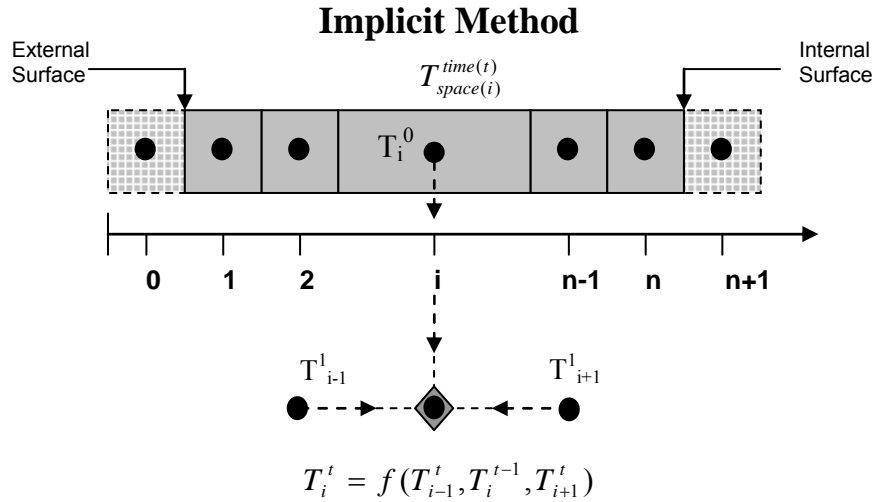 Implicit Method
External Surface
T_{space(i)}^{time(t)}
Internal Surface
T_i^0
0 1 2 i n-1 n n+1
T^1_{i-1} T^1_{i+1}
T_i^t = f(T_{i-1}^t, T_i^{t-1}, T_{i+1}^t)